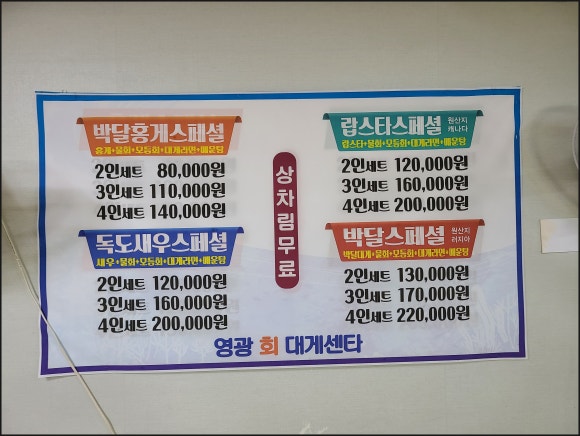 박달홍게스페셜
홍게+물회+모듬회+대게라면+매운탕
2인세트 80,000원
3인세트 110,000원
4인세트 140,000원
랍스타스페셜 원산지 캐나다
랍스타+물회+모듬회+대게라면+매운탕
2인세트 120,000원
3인세트 160,000원
4인세트 200,000원
상차림무료
독도새우스페셜
새우+물회+모듬회+대게라면+매운탕
2인세트 120,000원
3인세트 160,000원
4인세트 200,000원
박달스페셜 원산지 러시아
박달대게+물회+모듬회+대게라면+매운탕
2인세트 130,000원
3인세트 170,000원
4인세트 220,000원
영광 회 대게센타